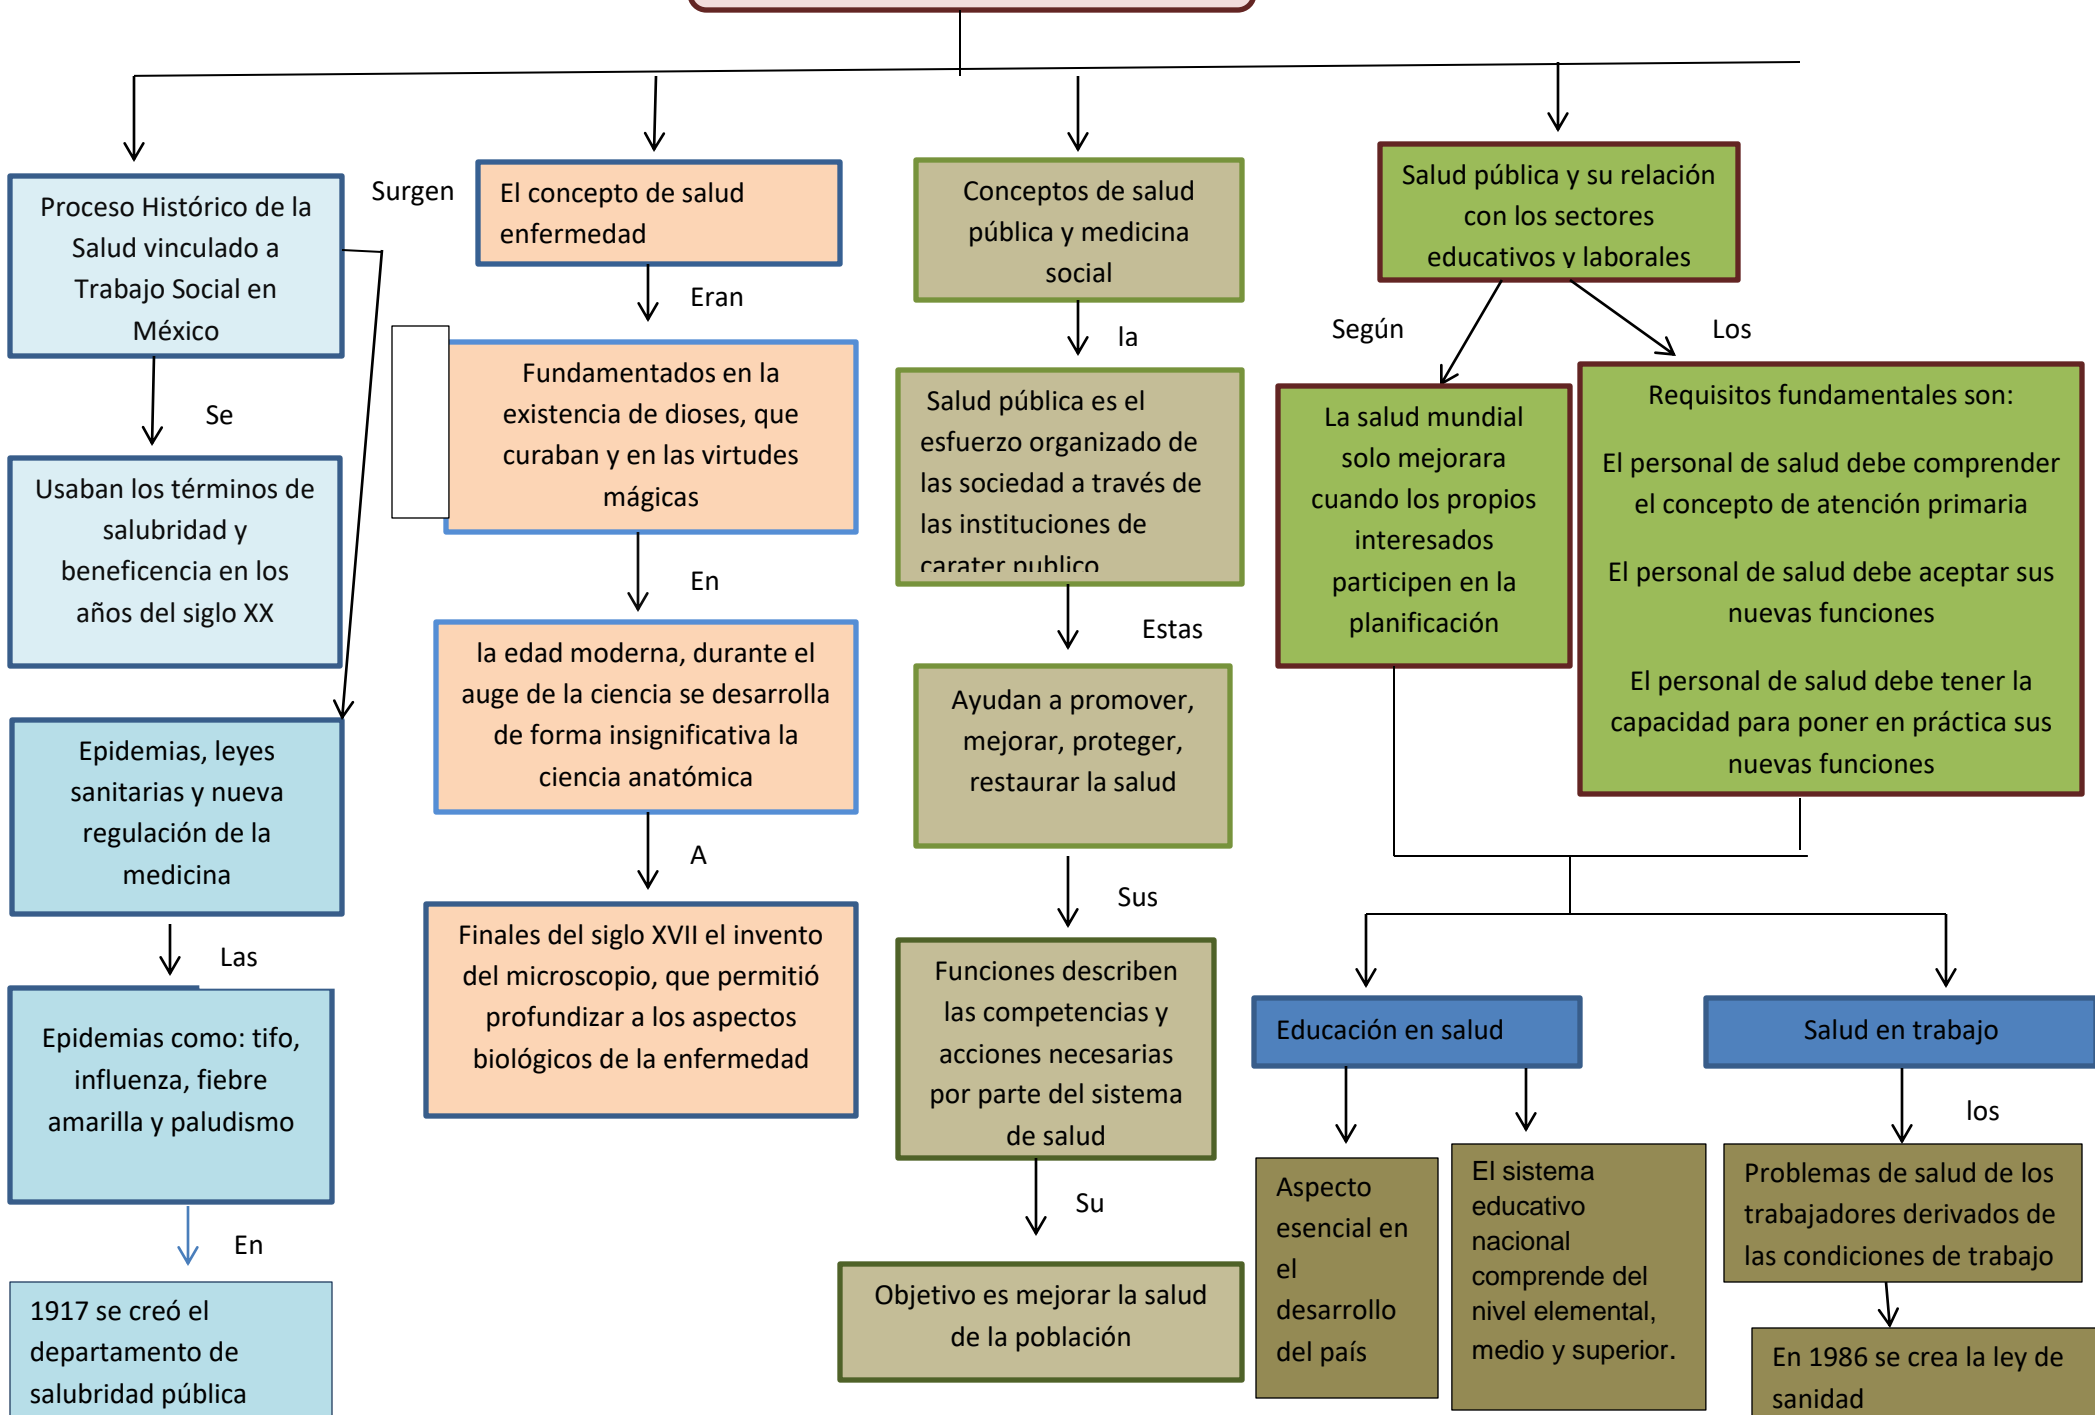 Proceso Histórico de la
Salud vinculado a
Trabajo Social en
México
Surgen
Se
Usaban los términos de
salubridad y
beneficencia en los
años del siglo XX
Epidemias, leyes
sanitarias y nueva
regulación de la
medicina
Las
Epidemias como: tifo,
influenza, fiebre
amarilla y paludismo
En
1917 se creó el
departamento de
salubridad pública
El concepto de salud
enfermedad
Eran
Fundamentados en la
existencia de dioses, que
curaban y en las virtudes
mágicas
En
la edad moderna, durante el
auge de la ciencia se desarrolla
de forma insignificativa la
ciencia anatómica
A
Finales del siglo XVII el invento
del microscopio, que permitió
profundizar a los aspectos
biológicos de la enfermedad
Conceptos de salud
pública y medicina
social
la
Salud pública es el
esfuerzo organizado de
las sociedad a través de
las instituciones de
carater publico
Estas
Ayudan a promover,
mejorar, proteger,
restaurar la salud
Sus
Funciones describen
las competencias y
acciones necesarias
por parte del sistema
de salud
Su
Objetivo es mejorar la salud
de la población
Salud pública y su relación
con los sectores
educativos y laborales
Según
Los
La salud mundial
solo mejorara
cuando los propios
interesados
participen en la
planificación
Requisitos fundamentales son:
El personal de salud debe comprender
el concepto de atención primaria
El personal de salud debe aceptar sus
nuevas funciones
El personal de salud debe tener la
capacidad para poner en práctica sus
nuevas funciones
Educación en salud
Aspecto
esencial en
el
desarrollo
del país
El sistema
educativo
nacional
comprende del
nivel elemental,
medio y superior.
Salud en trabajo
los
Problemas de salud de los
trabajadores derivados de
las condiciones de trabajo
En 1986 se crea la ley de
sanidad